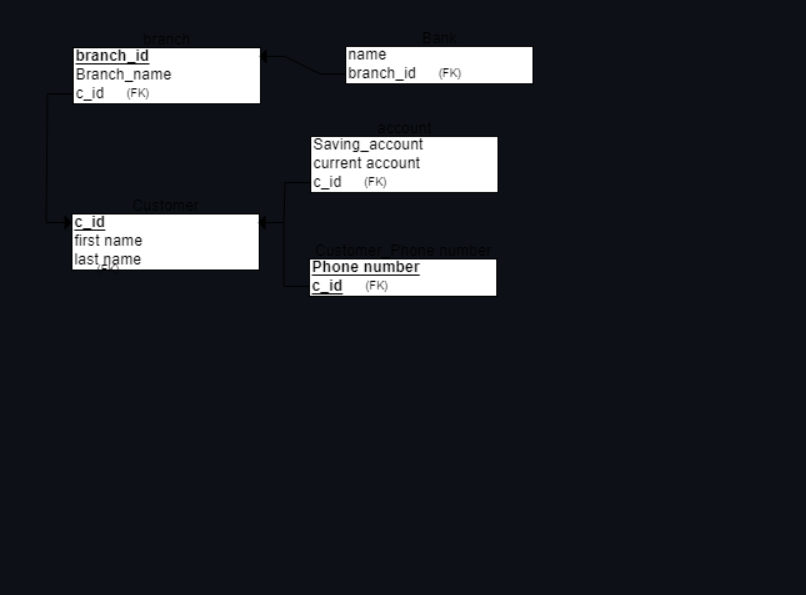 branch
branch_id
Branch_name
c_id (FK)
Bank
name
branch_id (FK)
account
Saving_account
current account
c_id (FK)
Customer
c_id
first name
last name
(FK)
Customer_Phone number
Phone number
c_id (FK)